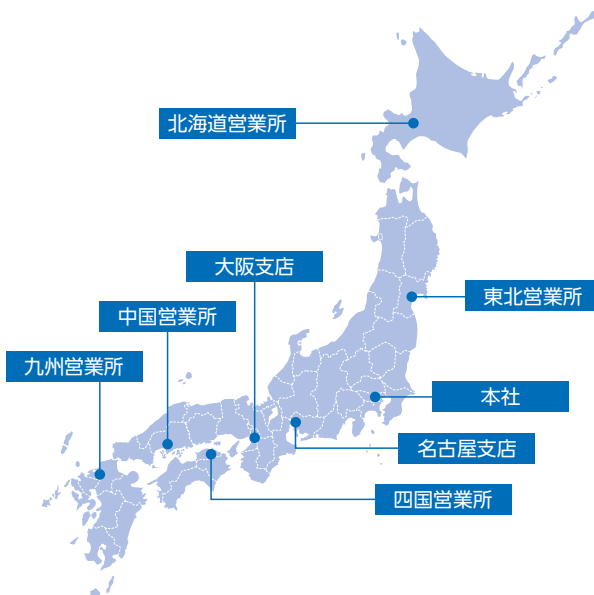 北海道営業所
大阪支店
東北営業所
中国営業所
九州営業所
本社
名古屋支店
四国営業所